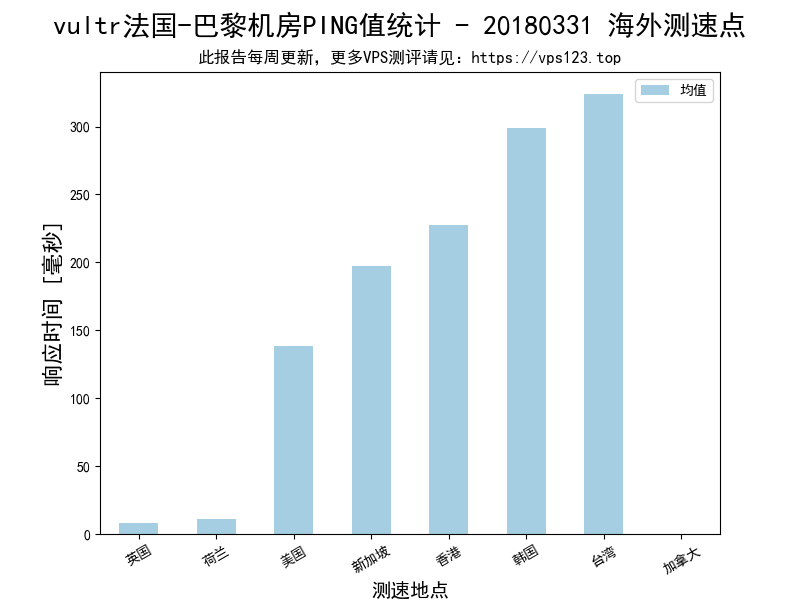 vultr法国-巴黎机房PING值统计 - 20180331 海外测速点
此报告每周更新，更多VPS测评请见：https://vps123.top
均值
响应时间 [毫秒]
300
250
200
150
100
50
0
英国 荷兰 美国 新加坡 香港 韩国 台湾 加拿大
测速地点